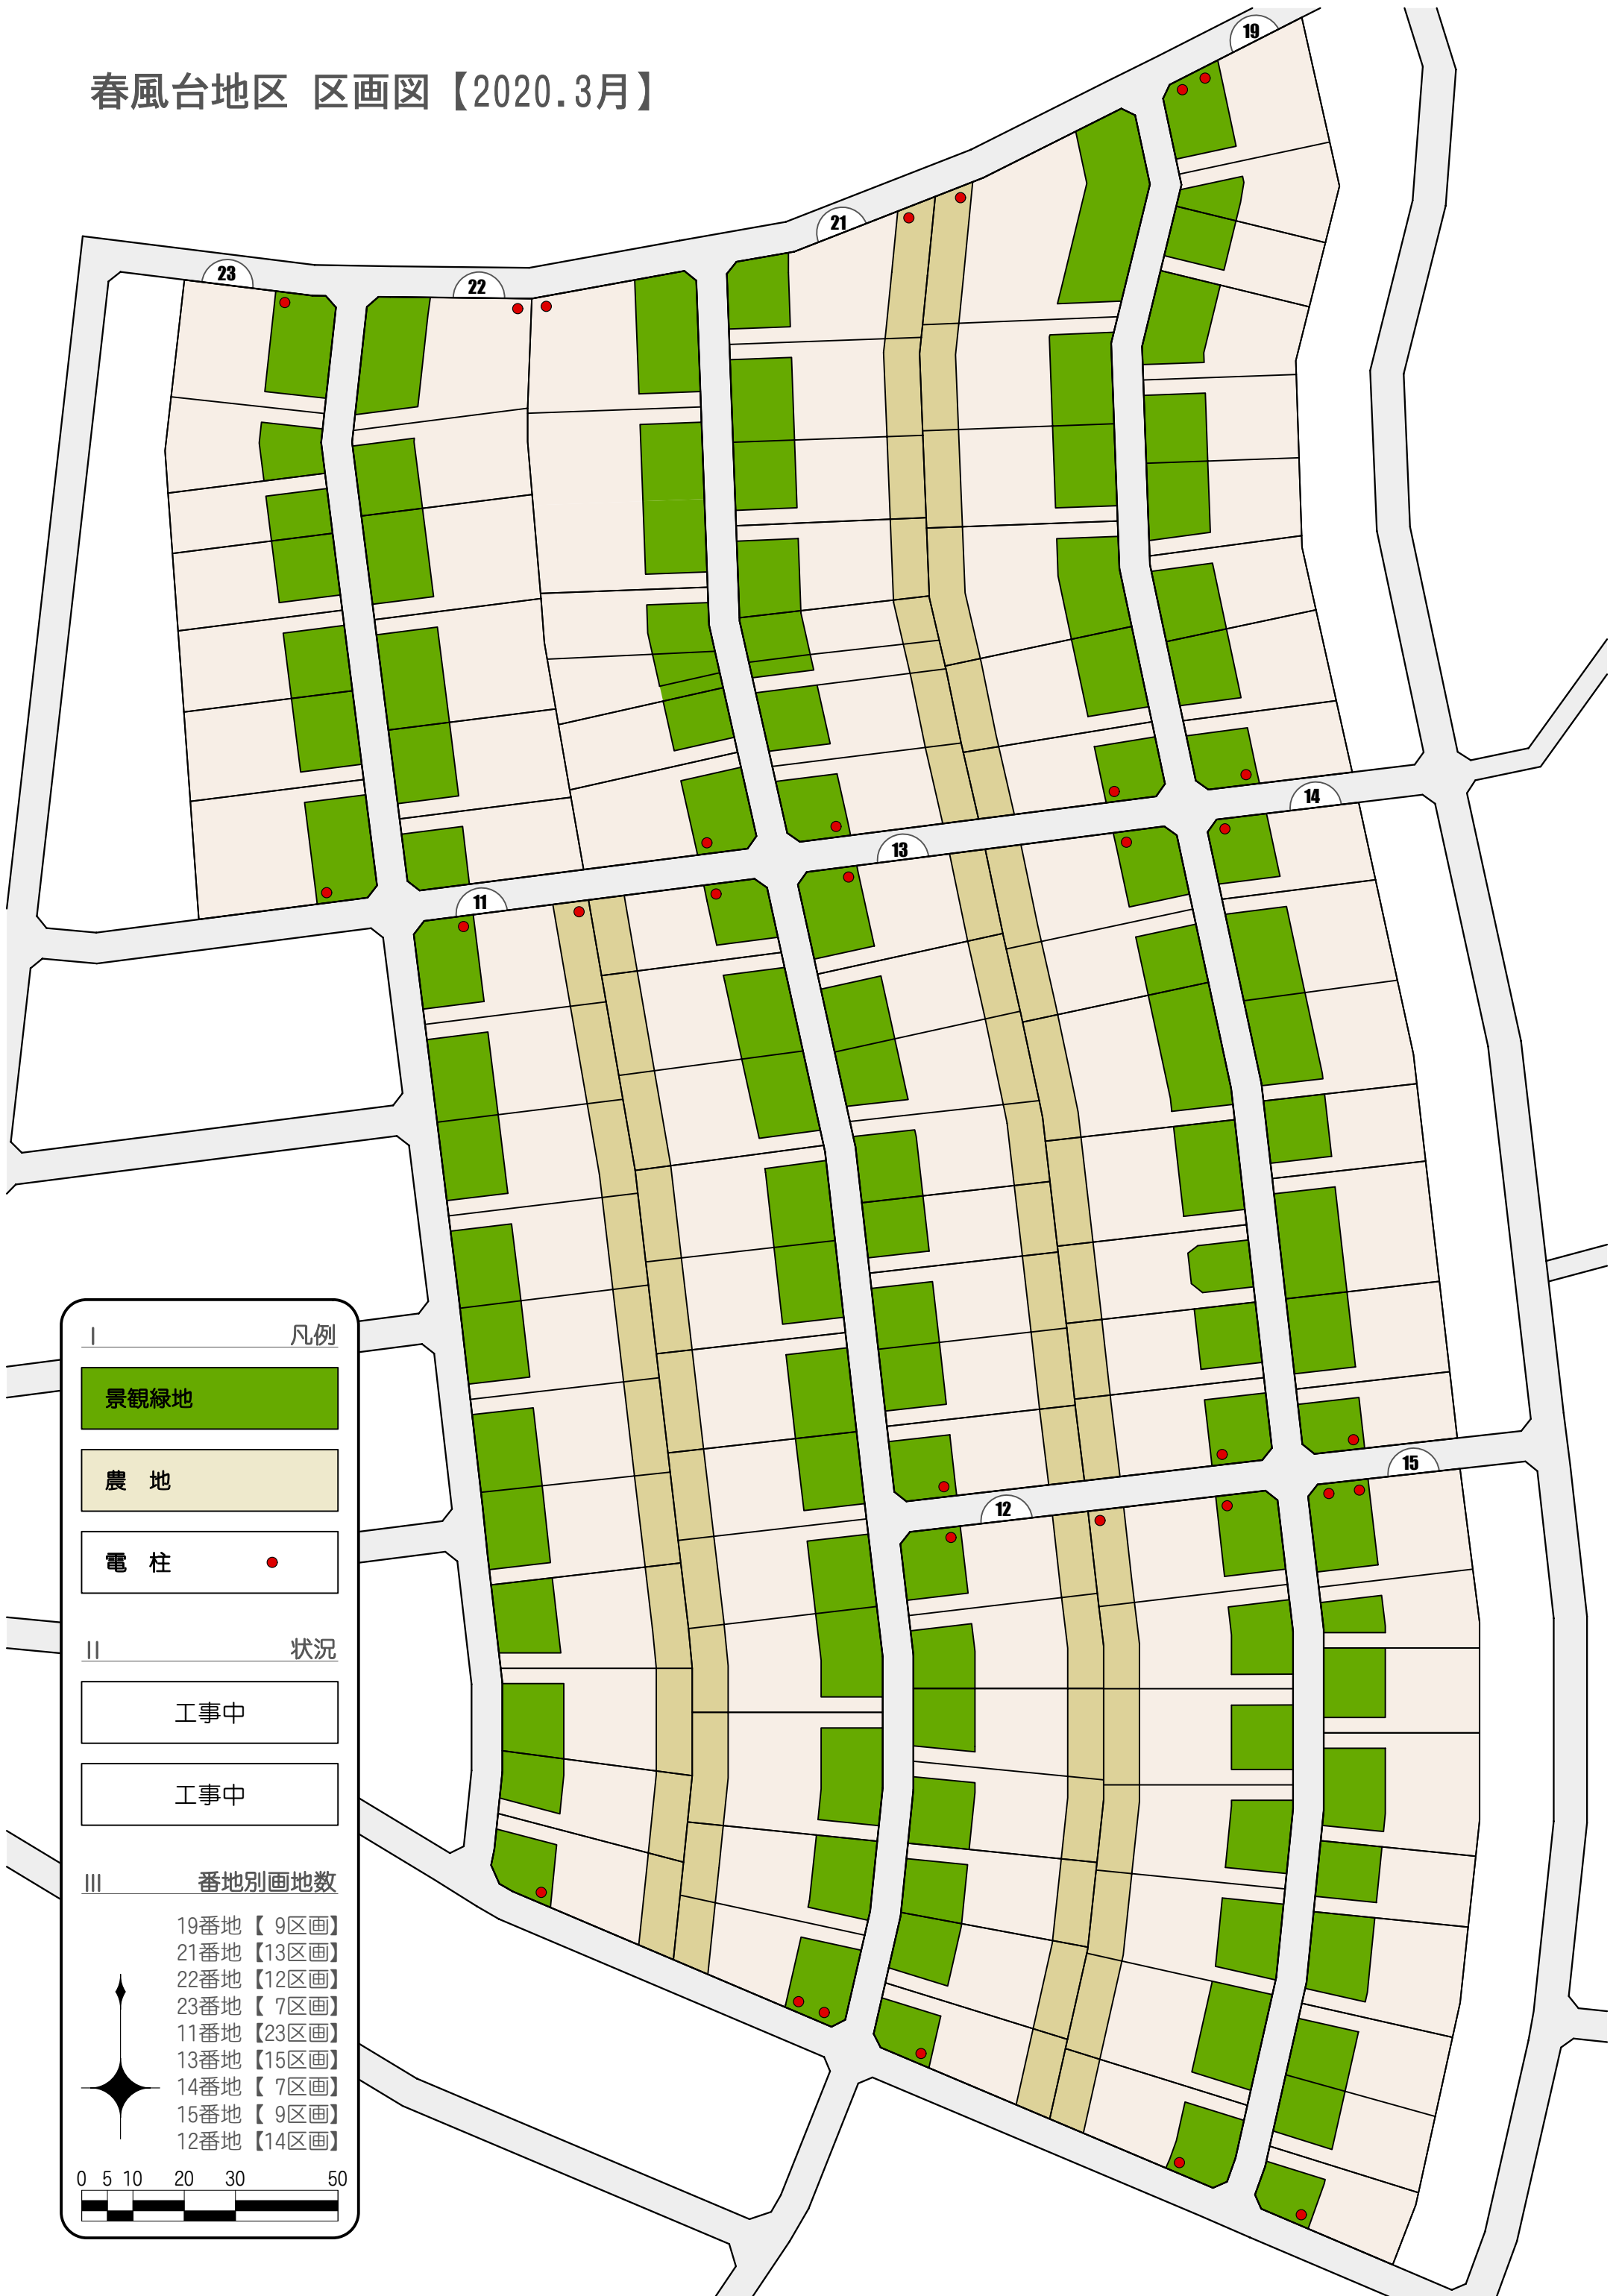 春風台地区 区画図【2020.3月】
19
21
23
22
14
13
11
15
12
I 凡例
景観緑地
農 地
電 柱
II 状況
工事中
工事中
III 番地別画地数
19番地【 9区画】
21番地【13区画】
22番地【12区画】
23番地【 7区画】
11番地【23区画】
13番地【15区画】
14番地【 7区画】
15番地【 9区画】
12番地【14区画】
0 5 10 20 30 50